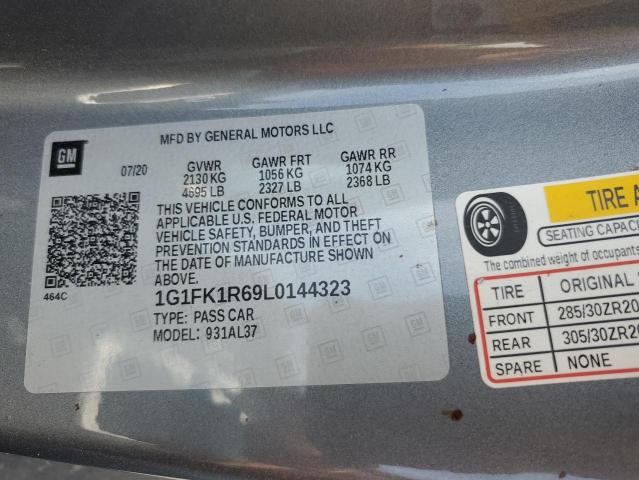 MFD BY GENERAL MOTORS LLC
GM
07/20
GVWR GAWR FRT GAWR RR
2130 KG 1056 KG 1074 KG
4695 LB 2327 LB 2368 LB
THIS VEHICLE CONFORMS TO ALL
APPLICABLE U.S. FEDERAL MOTOR
VEHICLE SAFETY, BUMPER, AND THEFT
PREVENTION STANDARDS IN EFFECT ON
THE DATE OF MANUFACTURE SHOWN
ABOVE.
464C
1G1FK1R69L0144323
TYPE: PASS CAR
MODEL: 931AL37
TIRE
SEATING CAPAC
The combined weight of occupants
TIRE ORIGINAL
FRONT 285/30ZR20
REAR 305/30ZR20
SPARE NONE